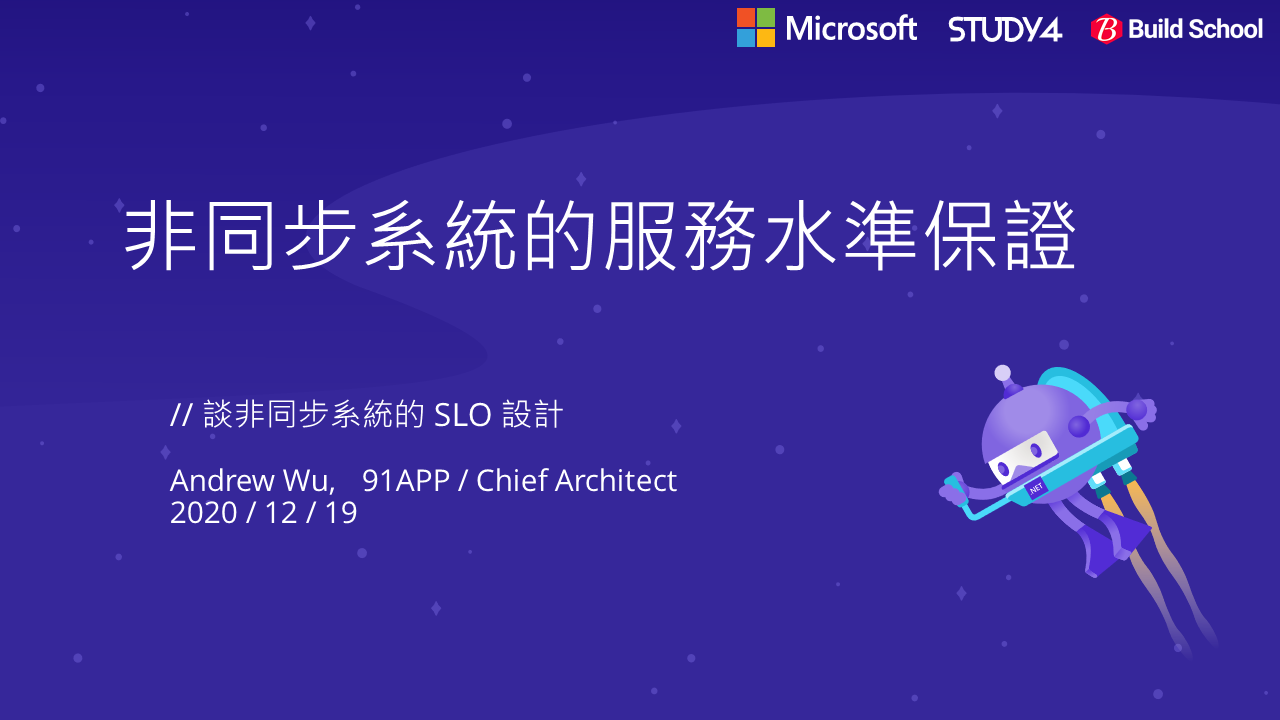 Microsoft STUDY4 Build School
非同步系統的服務水準保證
// 談非同步系統的 SLO 設計
Andrew Wu, 91APP / Chief Architect
2020 / 12 / 19
.NET